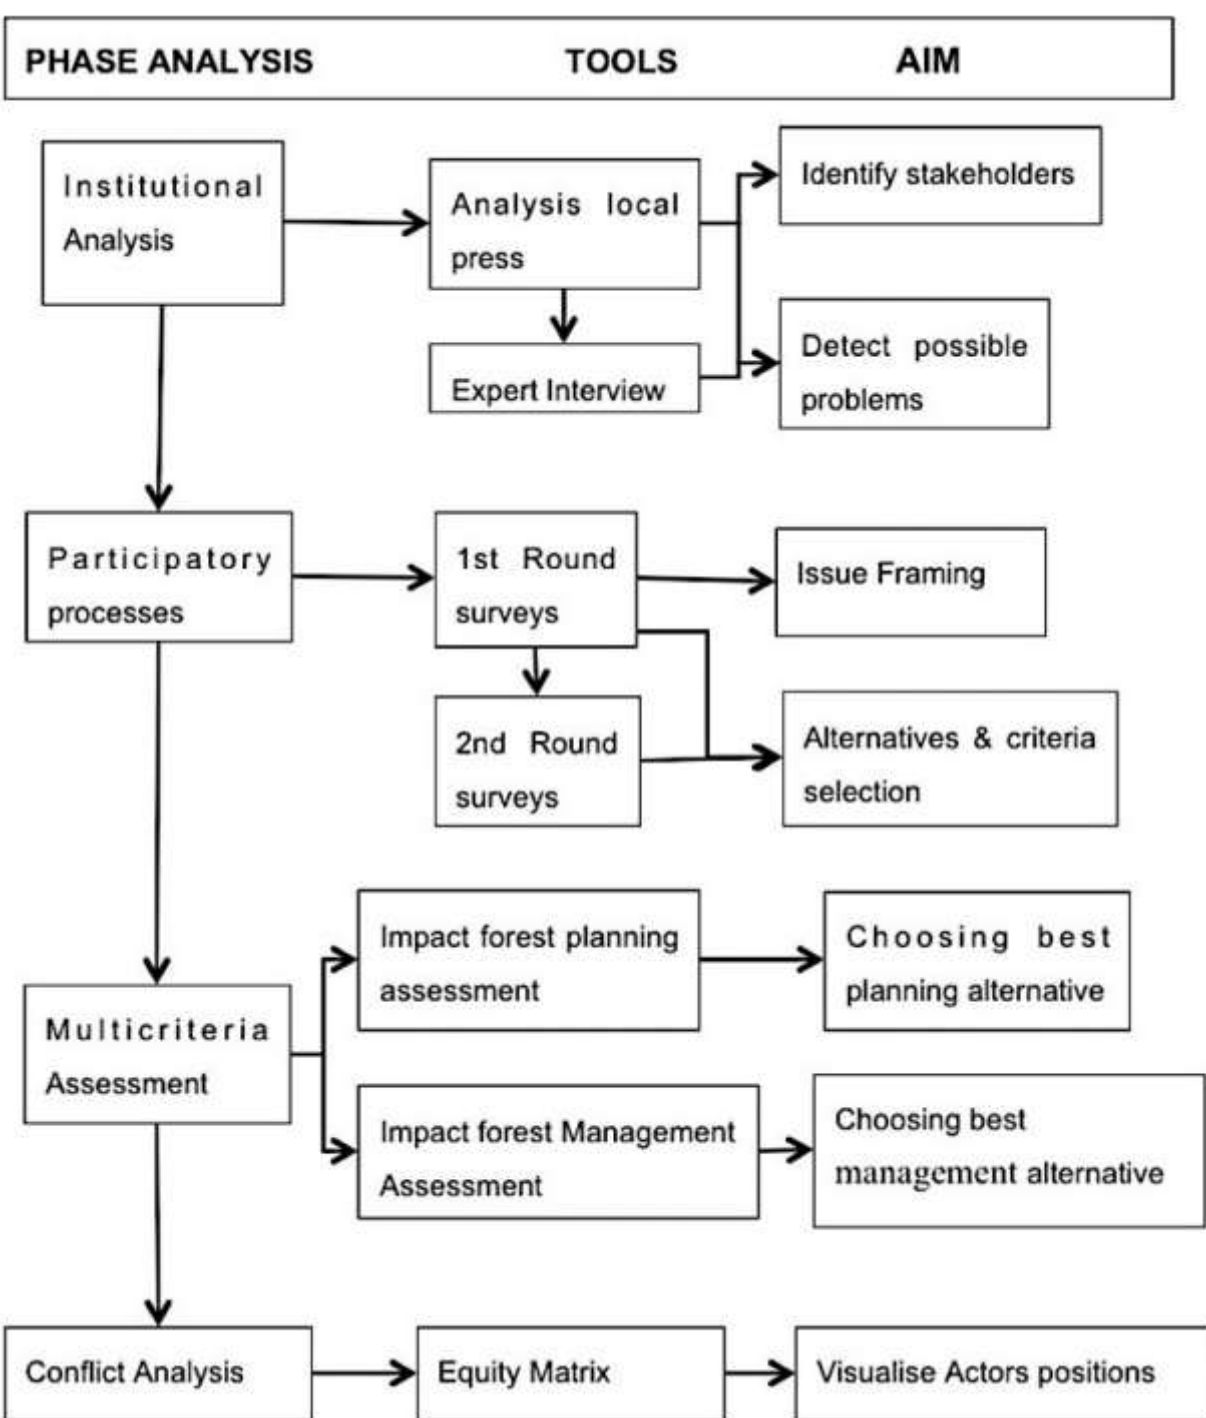 PHASE ANALYSIS TOOLS AIM
Institutional
Analysis
Analysis local
press
Expert Interview
Identify stakeholders
Detect possible
problems
Participatory
processes
1st Round
surveys
2nd Round
surveys
Issue Framing
Alternatives & criteria
selection
Multicriteria
Assessment
Impact forest planning
assessment
Choosing best
planning alternative
Impact forest Management
Assessment
Choosing best
management alternative
Conflict Analysis
Equity Matrix
Visualise Actors positions